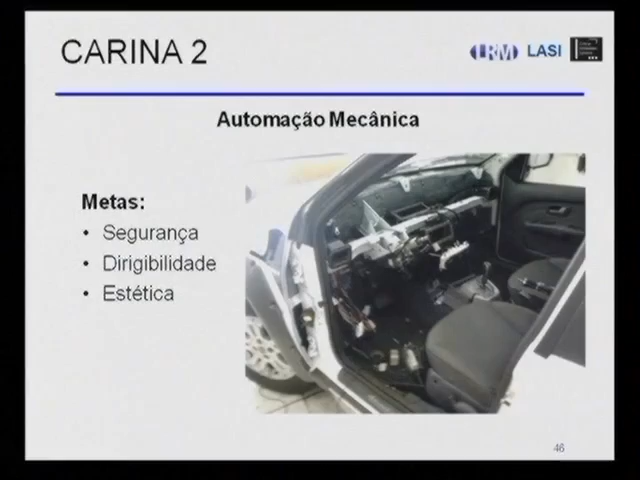 CARINA 2
LRM LASI
Automação Mecânica
Metas:
• Segurança
• Dirigibilidade
• Estética
46